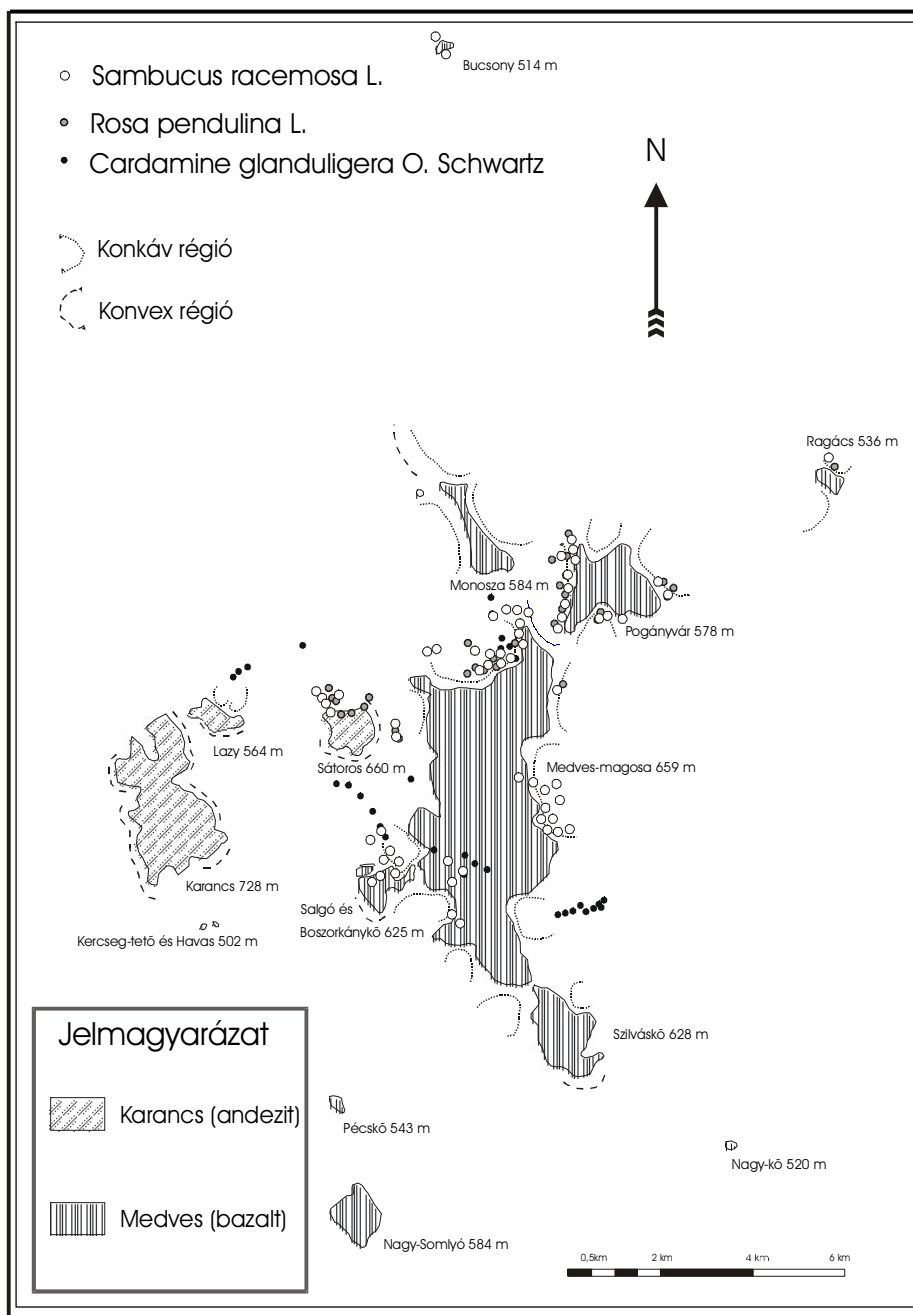 Bucsony 514 m
Sambucus racemosa L.
Rosa pendulina L.
Cardamine glanduligera O. Schwartz
N
Konkáv régió
Konvex régió
Ragács 536 m
Monosza 584 m
Pogányvár 578 m
Lazy 564 m
Sátoros 660 m
Medves-magosa 659 m
Karancs 728 m
Salgó és
Boszorkánykő 625 m
Kercseg-tető és Havas 502 m
Szilváskő 628 m
Jelmagyarázat
Karancs (andezit)
Medves (bazalt)
Pécskő 543 m
Nagy-kő 520 m
Nagy-Somlyó 584 m
0,5km 2 km 4 km 6 km